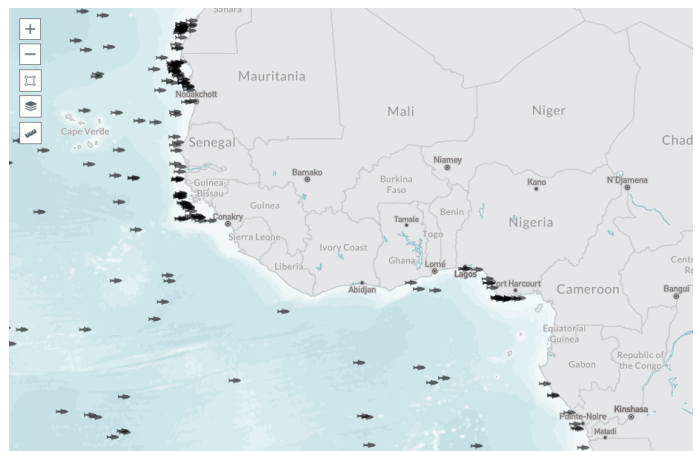 Sahara
+
−
Mauritania
Mali
Niger
Nouakchott
Cape Verde
Chad
Senegal
Niamey
Bamako
Kano
N'Djamena
Burkina
Faso
Guinea
Bissau
Guinea
Benin
Conakry
Tamale
Nigeria
Togo
Sierra Leone
Ivory Coast
Ghana
Liberia
Lomé
Lagos
Port Harcourt
Centr
Abidjan
Cameroon
Bangui
Equatorial
Guinea
Gabon
Republic of
the Congo
Pointe-Noire
Kinshasa
Matadi